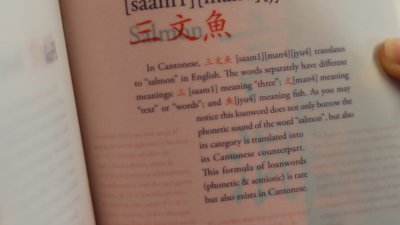 [saam1][man4][jyu4]
三文魚
Salmon
In Cantonese, 三文魚 [saam1][man4][jyu4] translates
to "salmon" in English. The words separately have different
meanings: 三 [saam1] meaning "three"; 文[man4] meaning
"text" or "words"; and 魚[jyu4] meaning fish. As you may
notice this loanword does not only borrow the
phonetic sound of the word "salmon", but also
its category is translated into
its Cantonese counterpart.
This formula of loanwords
(phonetic & semiotic) is rare
but also exists in Cantonese.